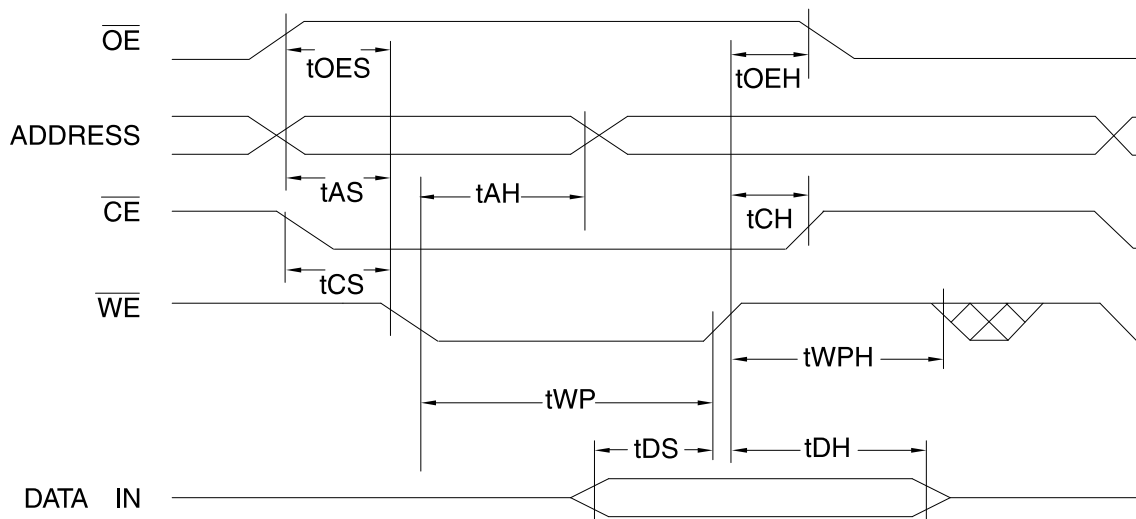 OE
tOES
tOEH
ADDRESS
tAS
tAH
CE
tCH
tCS
WE
tWPH
tWP
tDS
tDH
DATA IN